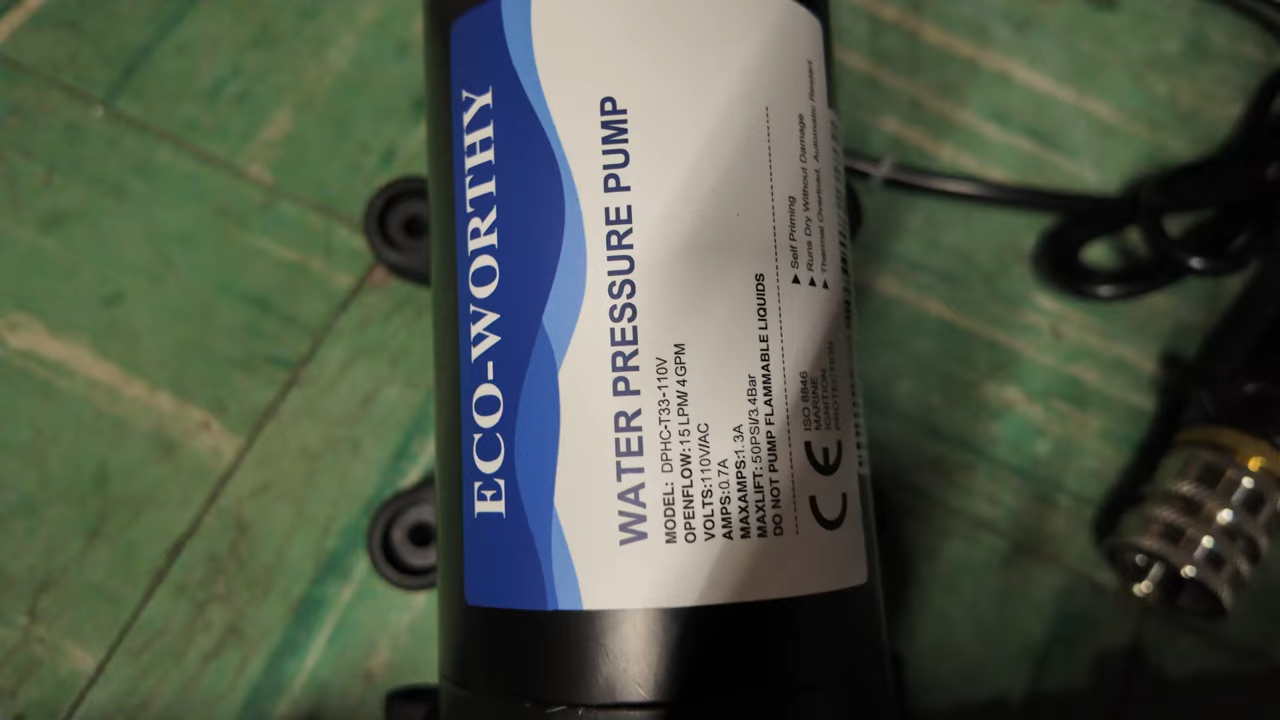 ECO-WORTHY
WATER PRESSURE PUMP
MODEL: DPHC-T33-110V
OPENFLOW:15 LPM/4GPM
VOLTS:110V/AC
AMPS:0.7A
MAXAMPS:1.3A
MAXLIFT:50PSI/3.4Bar
DO NOT PUMP FLAMMABLE LIQUIDS
CE
ISO 8846
MARINE
IGNITION
PROTECTION
▶ Self Priming
▶ Runs Dry Without Damage
▶ Thermal Overload, Automatic Restart